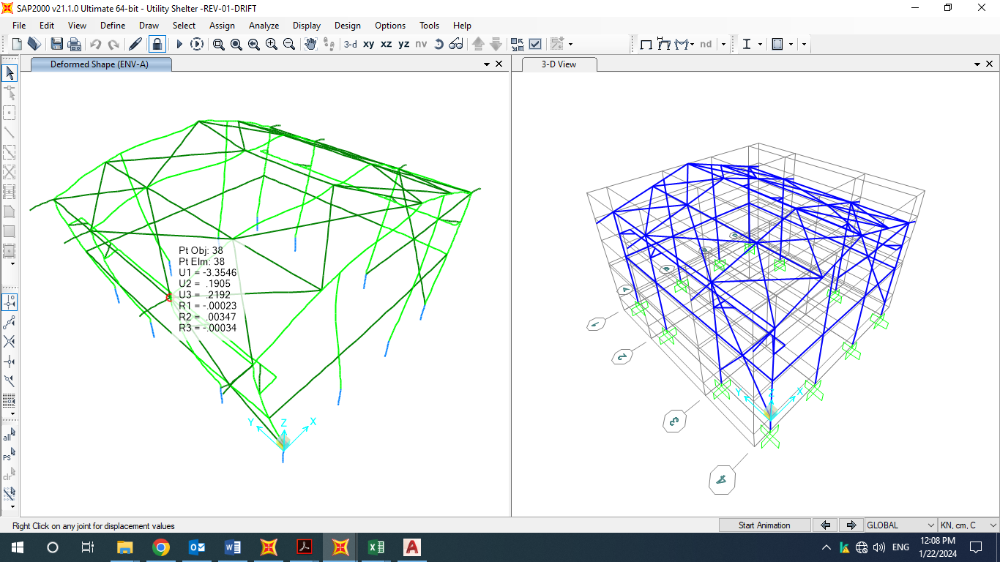 SAP2000 v21.1.0 Ultimate 64-bit - Utility Shelter -REV-01-DRIFT
File Edit View Define Draw Select Assign Analyze Display Design Options Tools Help
3-d xy xz yz nv nd
Deformed Shape (ENV-A)
3-D View
Pt Obj: 38
Pt Elm: 38
U1 = -3.3546
U2 = .1905
U3 = .2192
R1 = -.00023
R2 = .00347
R3 = -.00034
Y Z X
Y Z X
1
2
3
4
A
all
PS
clr
Right Click on any joint for displacement values
Start Animation
GLOBAL
KN, cm, C
ENG
12:08 PM
1/22/2024